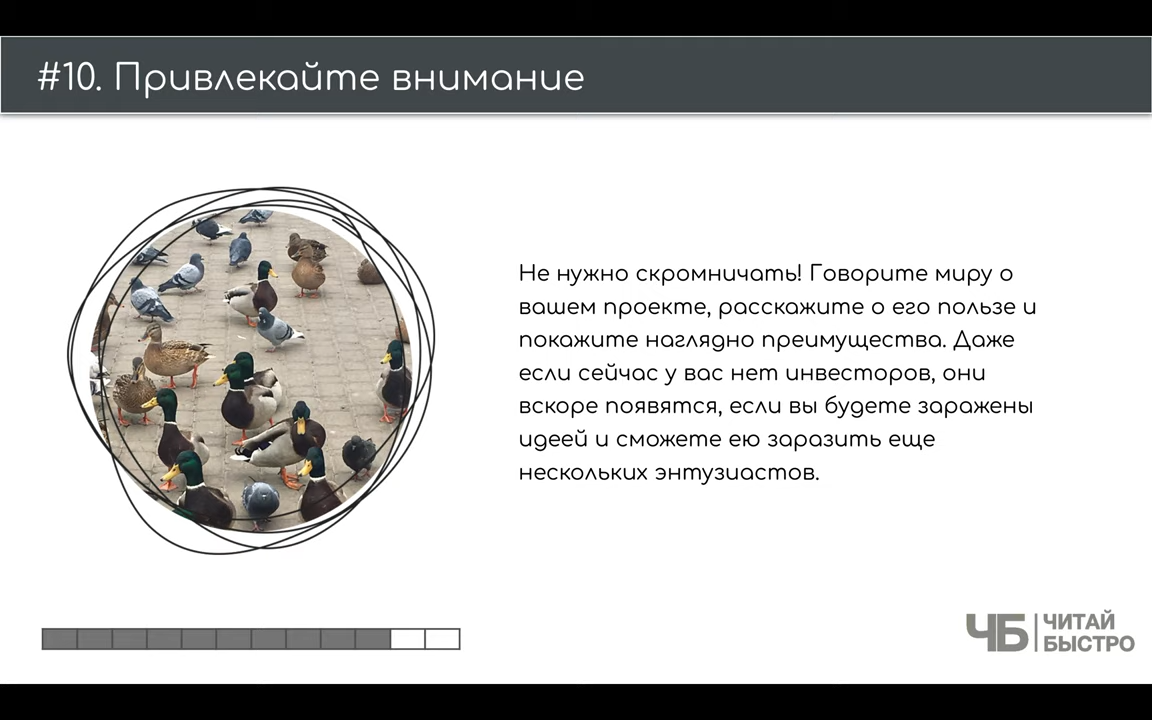 #10. Привлекайте внимание
Не нужно скромничать! Говорите миру о
вашем проекте, расскажите о его пользе и
покажите наглядно преимущества. Даже
если сейчас у вас нет инвесторов, они
вскоре появятся, если вы будете заражены
идеей и сможете ею заразить еще
нескольких энтузиастов.
ЧБ
ЧИТАЙ
БЫСТРО